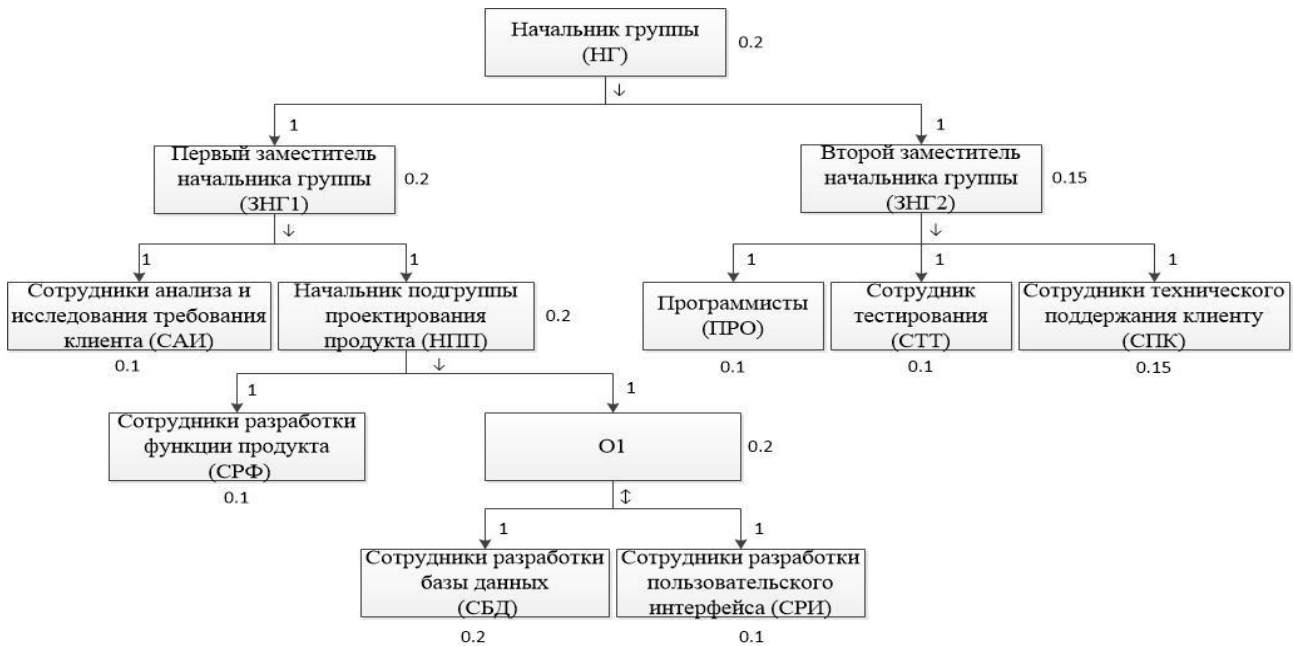 Начальник группы
(НГ)
0.2
↓
1
1
Первый заместитель
начальника группы
(ЗНГ1)
0.2
Второй заместитель
начальника группы
(ЗНГ2)
0.15
↓
↓
1
1
1
1
1
Сотрудники анализа и
исследования требования
клиента (САИ)
0.1
Начальник подгруппы
проектирования
продукта (НПП)
0.2
Программисты
(ПРО)
0.1
Сотрудник
тестирования
(СТТ)
0.1
Сотрудники технического
поддержания клиенту
(СПК)
0.15
↓
1
1
Сотрудники разработки
функции продукта
(СРФ)
0.1
О1
0.2
↕
1
1
Сотрудники разработки
базы данных
(СБД)
0.2
Сотрудники разработки
пользовательского
интерфейса (СРИ)
0.1